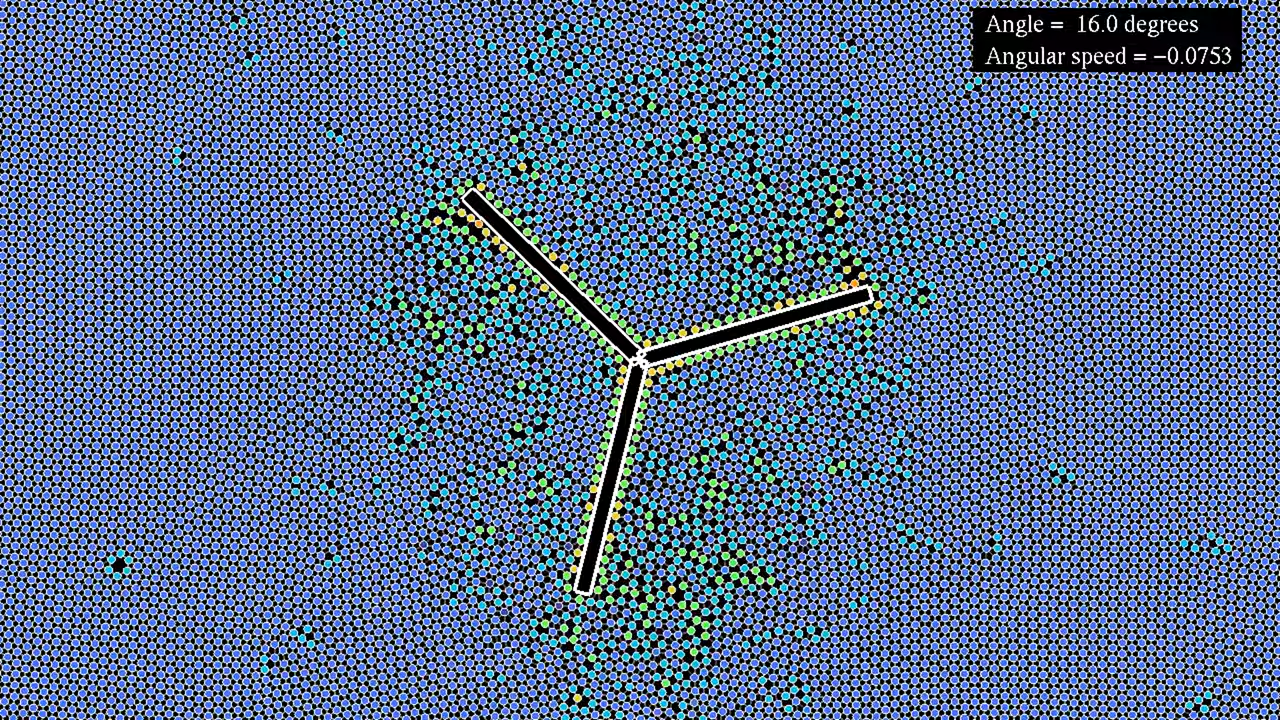 Angle = 16.0 degrees
Angular speed = −0.0753